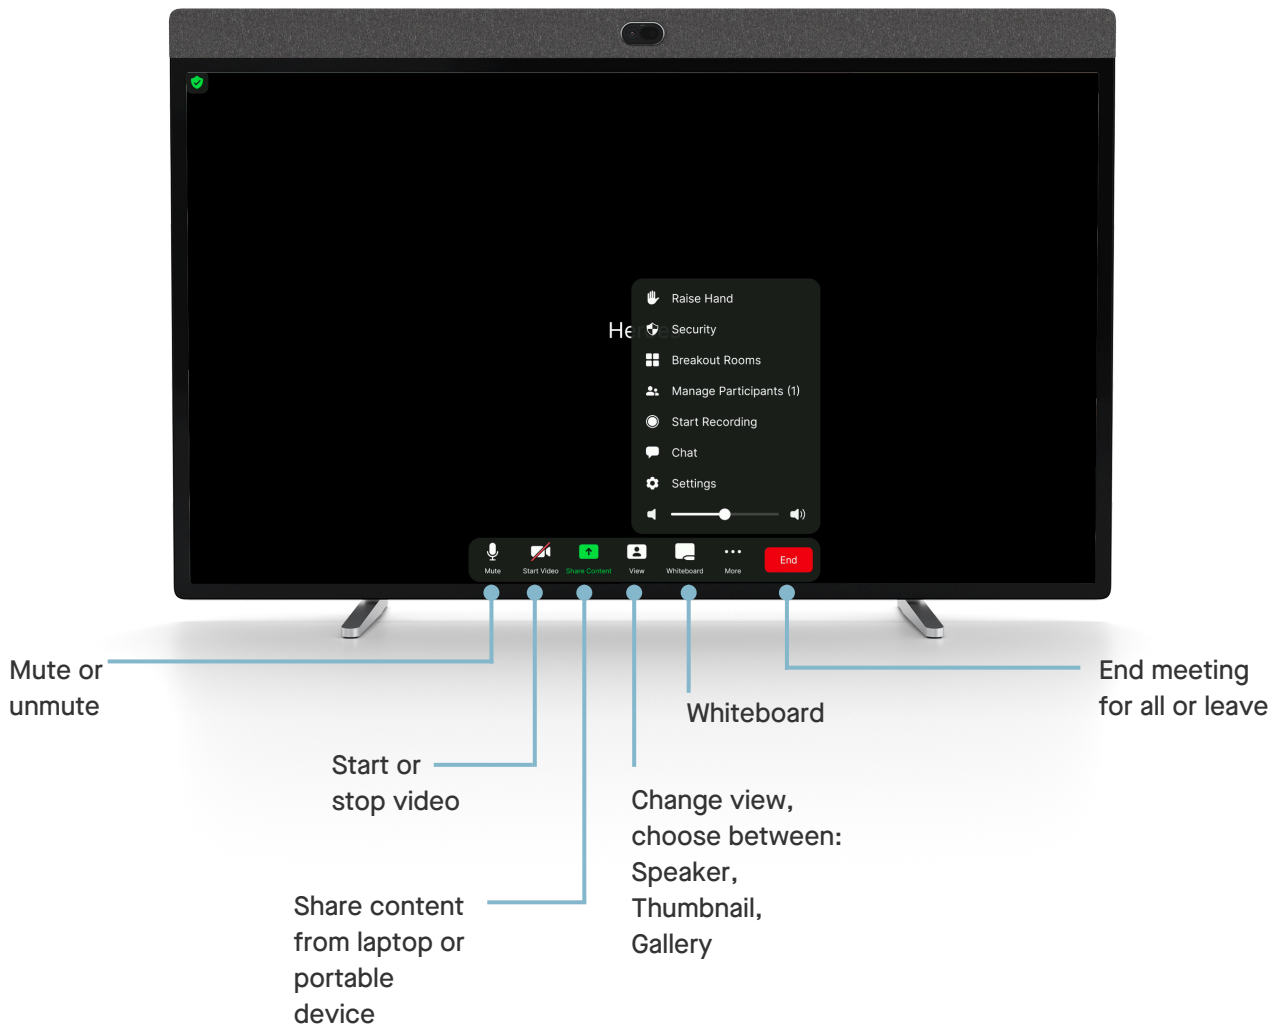 Raise Hand
Security
Breakout Rooms
Manage Participants (1)
Start Recording
Chat
Settings
Mute
Start Video
Share Content
View
Whiteboard
More
End
Mute or
unmute
Start or
stop video
Share content
from laptop or
portable
device
Change view,
choose between:
Speaker,
Thumbnail,
Gallery
Whiteboard
End meeting
for all or leave